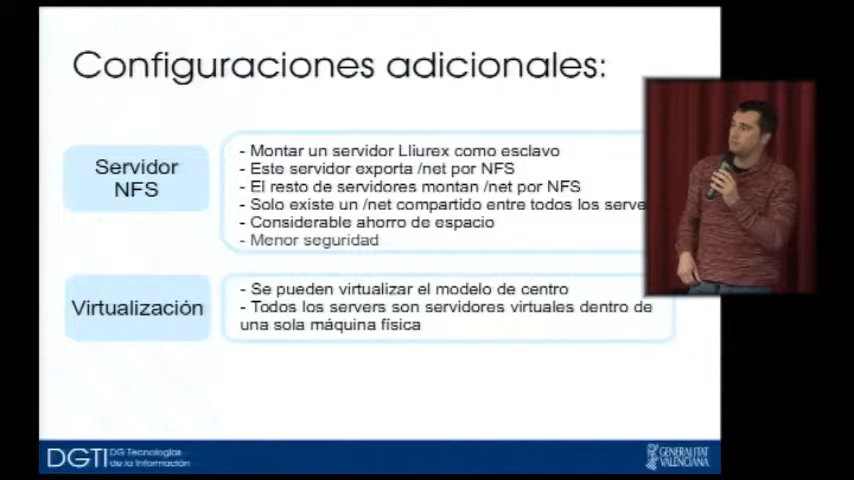 Configuraciones adicionales:
Servidor
NFS
- Montar un servidor Lliurex como esclavo
- Este servidor exporta /net por NFS
- El resto de servidores montan /net por NFS
- Solo existe un /net compartido entre todos los serve
- Considerable ahorro de espacio
- Menor seguridad
Virtualización
- Se pueden virtualizar el modelo de centro
- Todos los servers son servidores virtuales dentro de
una sola máquina física
DGTI
DG Tecnologías
de la Información
GENERALITAT
VALENCIANA